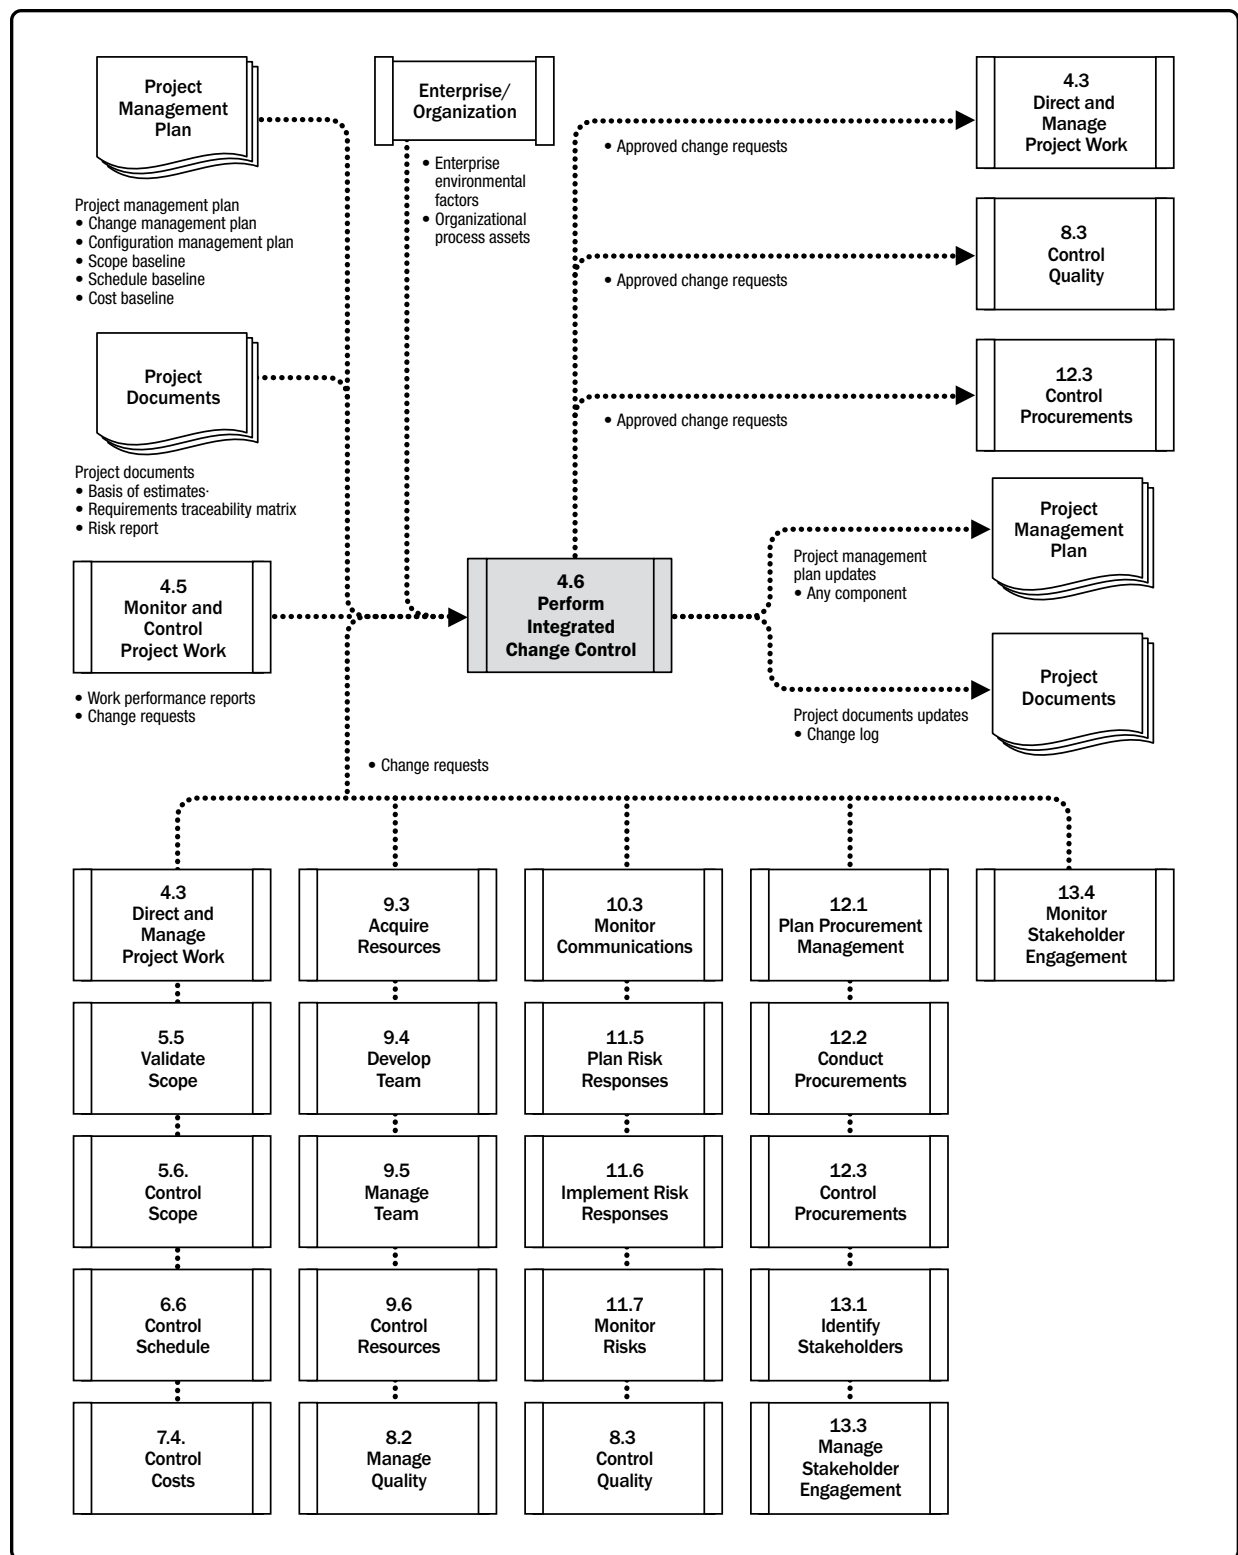 Project
Management
Plan
Project management plan
• Change management plan
• Configuration management plan
• Scope baseline
• Schedule baseline
• Cost baseline
Enterprise/
Organization
• Enterprise
environmental
factors
• Organizational
process assets
4.3
Direct and
Manage
Project Work
• Approved change requests
8.3
Control
Quality
• Approved change requests
12.3
Control
Procurements
• Approved change requests
Project
Documents
Project documents
• Basis of estimates·
• Requirements traceability matrix
• Risk report
4.5
Monitor and
Control
Project Work
• Work performance reports
• Change requests
4.6
Perform
Integrated
Change Control
Project
Management
Plan
Project management
plan updates
• Any component
Project
Documents
Project documents updates
• Change log
• Change requests
4.3
Direct and
Manage
Project Work
9.3
Acquire
Resources
10.3
Monitor
Communications
12.1
Plan Procurement
Management
13.4
Monitor
Stakeholder
Engagement
5.5
Validate
Scope
9.4
Develop
Team
11.5
Plan Risk
Responses
12.2
Conduct
Procurements
5.6.
Control
Scope
9.5
Manage
Team
11.6
Implement Risk
Responses
12.3
Control
Procurements
6.6
Control
Schedule
9.6
Control
Resources
11.7
Monitor
Risks
13.1
Identify
Stakeholders
7.4.
Control
Costs
8.2
Manage
Quality
8.3
Control
Quality
13.3
Manage
Stakeholder
Engagement